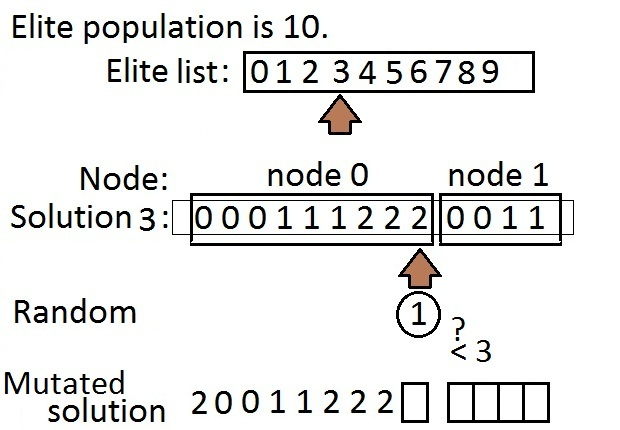 Elite population is 10.
Elite list: 0 1 2 3 4 5 6 7 8 9
Node: node 0 node 1
Solution 3: 0 0 0 1 1 1 2 2 2 0 0 1 1
Random 1 ?
< 3
Mutated
solution 2 0 0 1 1 2 2 2